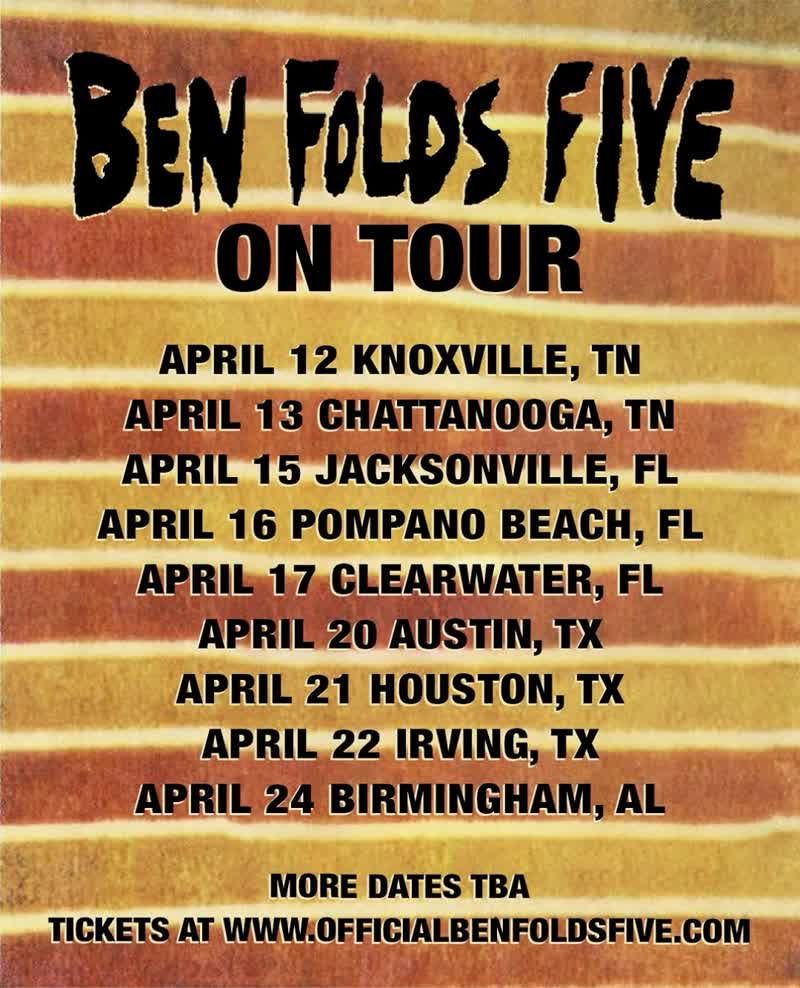 BEN FOLDS FIVE
ON TOUR
APRIL 12 KNOXVILLE, TN
APRIL 13 CHATTANOOGA, TN
APRIL 15 JACKSONVILLE, FL
APRIL 16 POMPANO BEACH, FL
APRIL 17 CLEARWATER, FL
APRIL 20 AUSTIN, TX
APRIL 21 HOUSTON, TX
APRIL 22 IRVING, TX
APRIL 24 BIRMINGHAM, AL
MORE DATES TBA
TICKETS AT WWW.OFFICIALBENFOLDSFIVE.COM